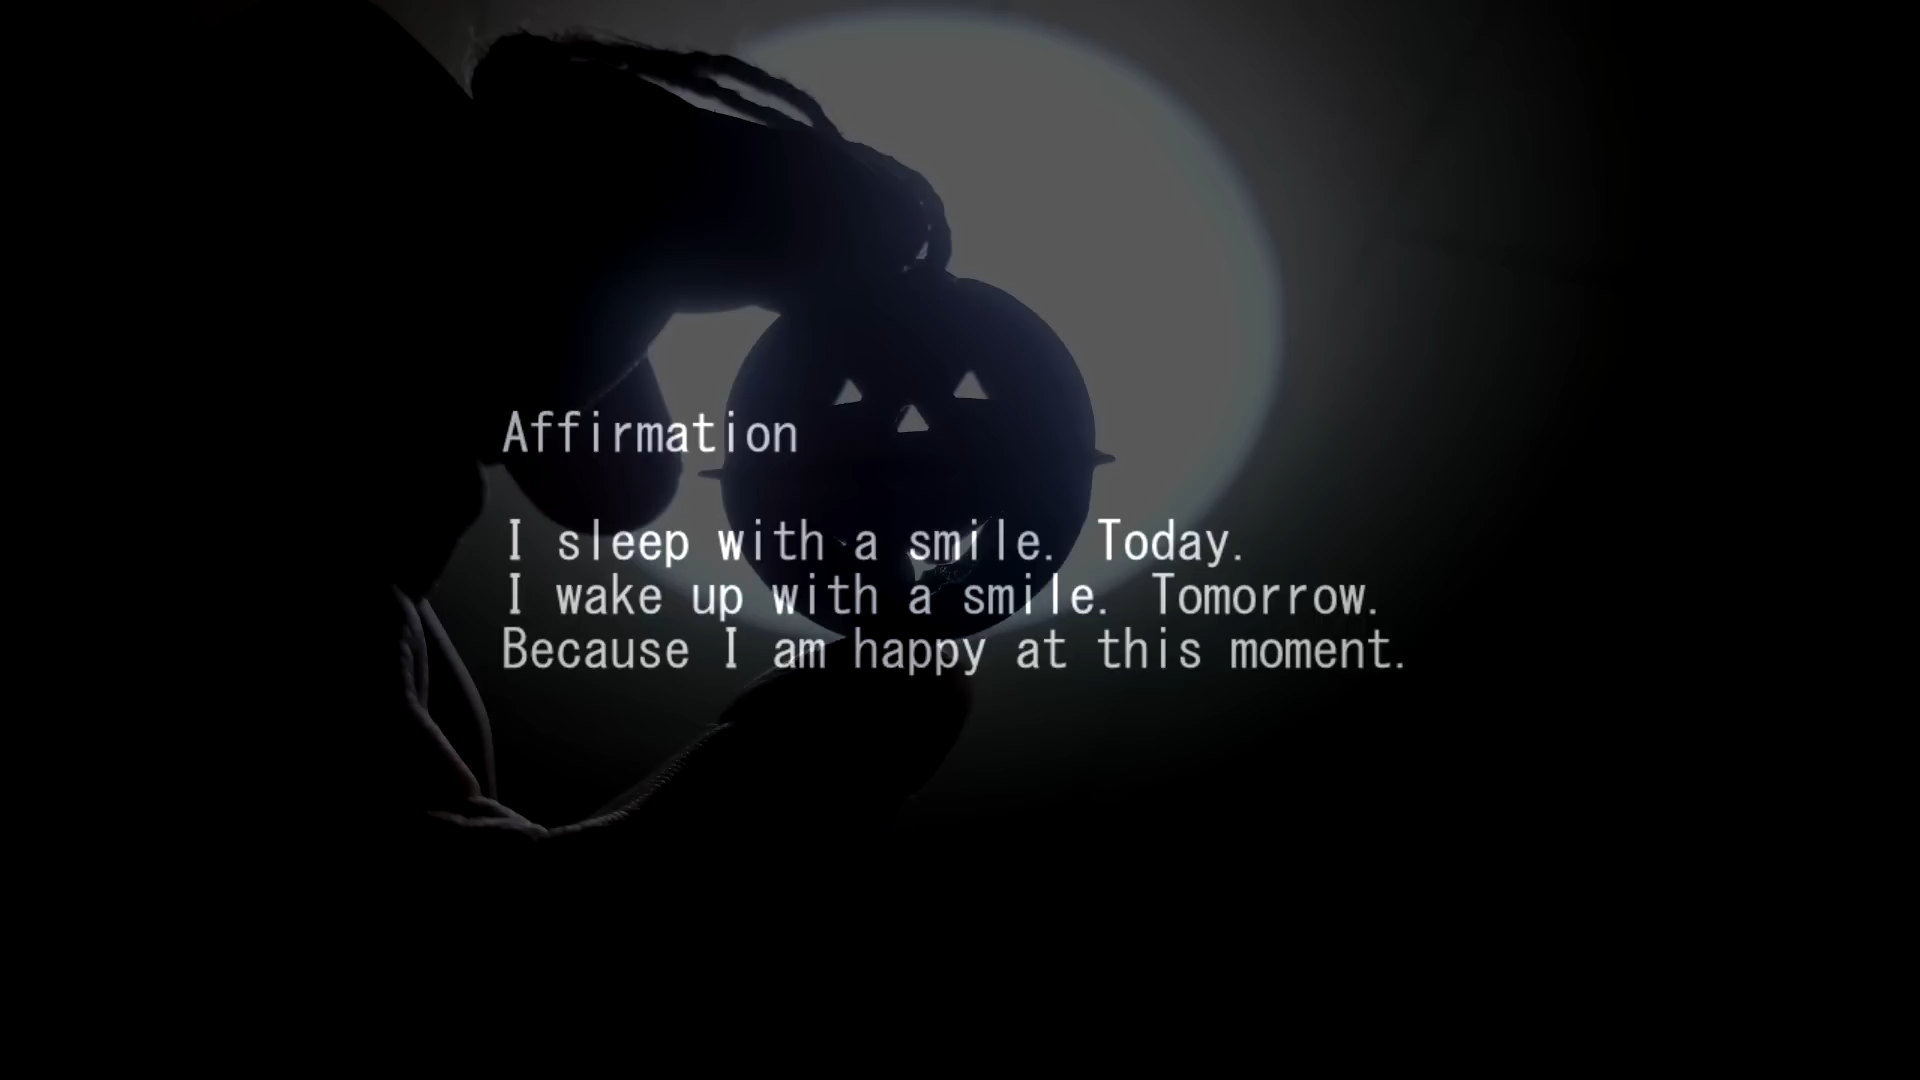 Affirmation
I sleep with a smile. Today.
I wake up with a smile. Tomorrow.
Because I am happy at this moment.